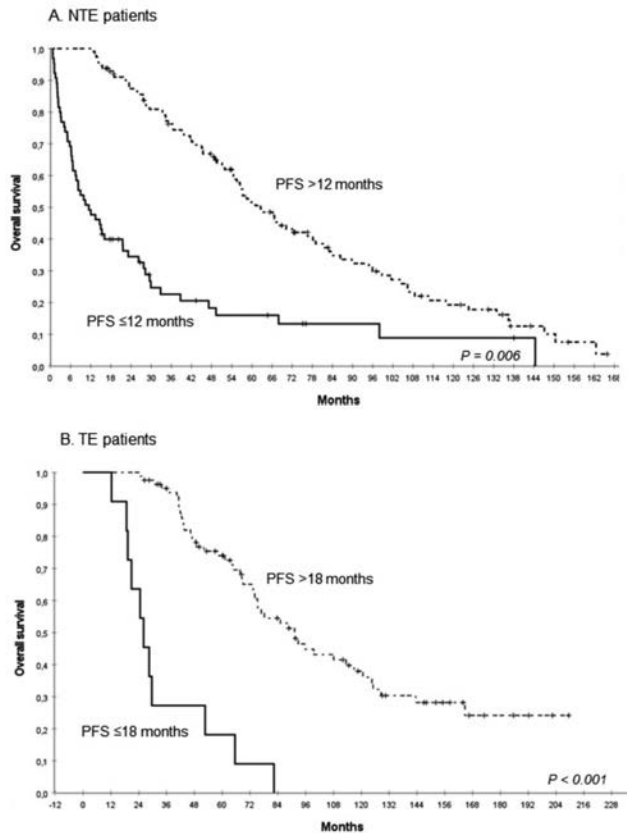 A. NTE patients
1,0
0,9
0,8
0,7
0,6
0,5
0,4
0,3
0,2
0,1
0,0
Overall survival
PFS >12 months
PFS ≤12 months
P = 0.006
0 6 12 18 24 30 36 42 48 54 60 66 72 78 84 90 96 102 108 114 120 126 132 138 144 150 156 162 168
Months
B. TE patients
1,0
0,9
0,8
0,7
0,6
0,5
0,4
0,3
0,2
0,1
0,0
Overall survival
PFS >18 months
PFS ≤18 months
P < 0.001
-12 0 12 24 36 48 60 72 84 96 108 120 132 144 156 168 180 192 204 216 228
Months